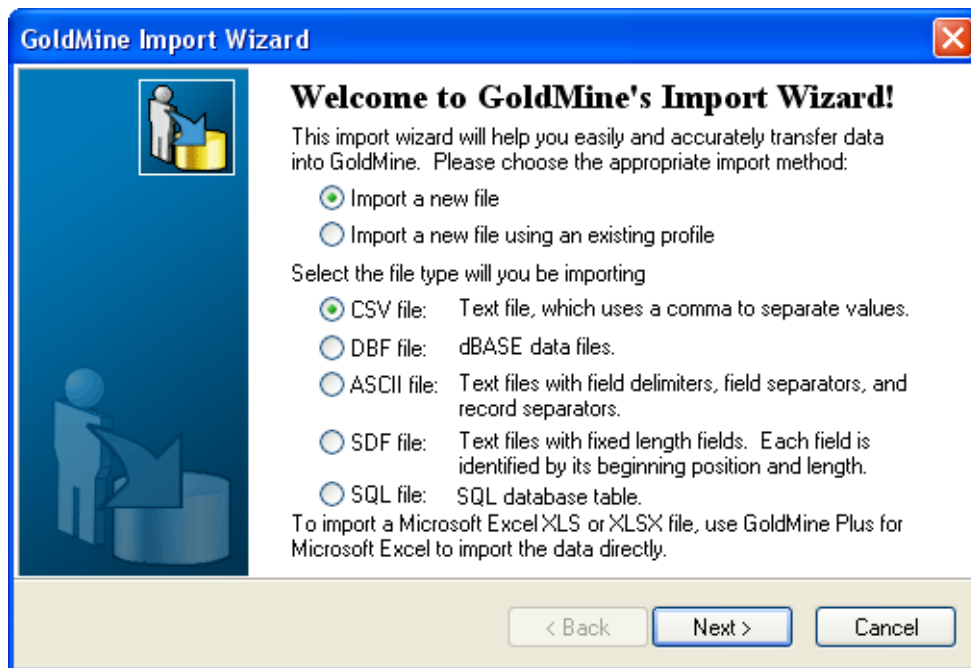 GoldMine Import Wizard
Welcome to GoldMine's Import Wizard!
This import wizard will help you easily and accurately transfer data
into GoldMine. Please choose the appropriate import method:
Import a new file
Import a new file using an existing profile
Select the file type will you be importing
CSV file: Text file, which uses a comma to separate values.
DBF file: dBASE data files.
ASCII file: Text files with field delimiters, field separators, and
record separators.
SDF file: Text files with fixed length fields. Each field is
identified by its beginning position and length.
SQL file: SQL database table.
To import a Microsoft Excel XLS or XLSX file, use GoldMine Plus for
Microsoft Excel to import the data directly.
< Back Next > Cancel